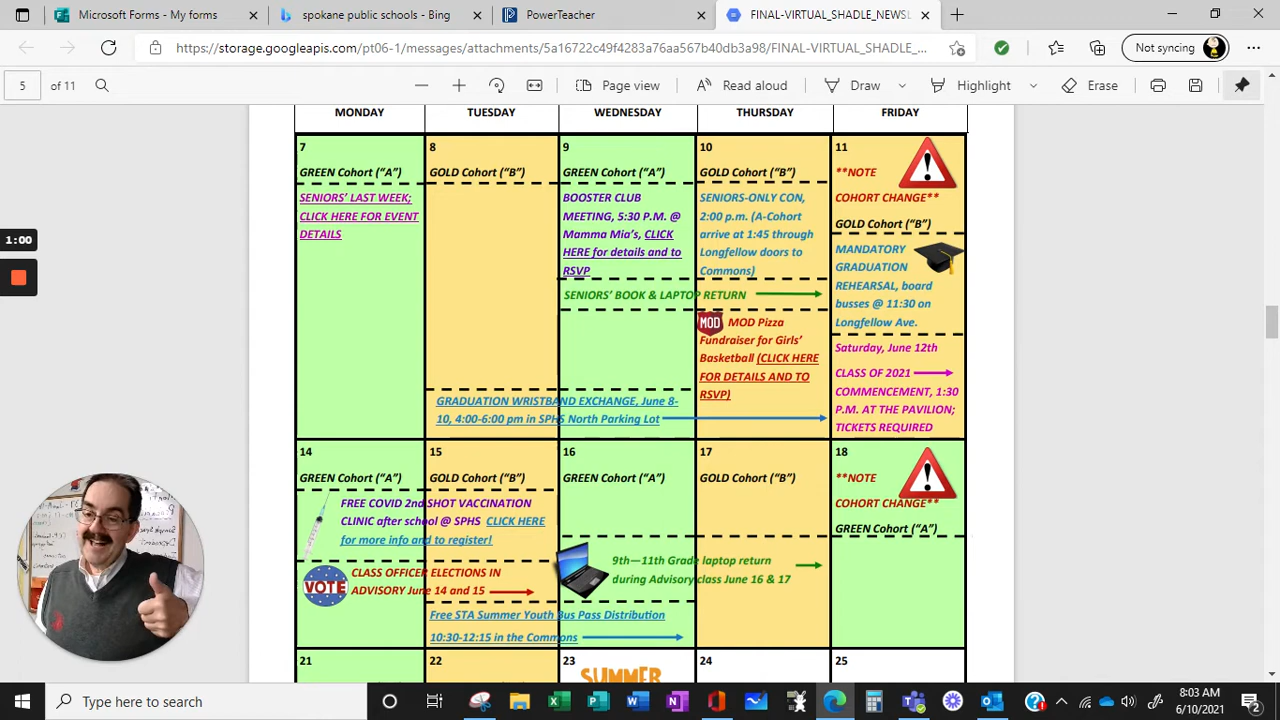 Microsoft Forms
spokane public school - Bing
PowerTeacher
FINAL-VIRTUAL_SHADLE_NEWSL
https://storage.googleapis.com/pt06-1/messages/attachments/5a16722c49f4283a76aa567b40db3a98/FINAL-VIRTUAL_SHADLE_...
Not syncing
5 of 11
Page view
Read aloud
Draw
Highlight
Erase
MONDAY TUESDAY WEDNESDAY THURSDAY FRIDAY
7
GREEN Cohort ("A")
SENIORS' LAST WEEK;
CLICK HERE FOR EVENT
DETAILS
8
GOLD Cohort ("B")
9
GREEN Cohort ("A")
BOOSTER CLUB
MEETING, 5:30 P.M. @
Mamma Mia's, CLICK
HERE for details and to
RSVP
SENIORS' BOOK & LAPTOP RETURN
10
GOLD Cohort ("B")
SENIORS-ONLY CON,
2:00 p.m. (A-Cohort
arrive at 1:45 through
Longfellow doors to
Commons)
MOD
MOD Pizza
Fundraiser for Girls'
Basketball (CLICK HERE
FOR DETAILS AND TO
RSVP)
GRADUATION WRISTBAND EXCHANGE, June 8-
10, 4:00-6:00 pm in SPHS North Parking Lot
11
**NOTE
COHORT CHANGE**
GOLD Cohort ("B")
MANDATORY
GRADUATION
REHEARSAL, board
busses @ 11:30 on
Longfellow Ave.
Saturday, June 12th
CLASS OF 2021
COMMENCEMENT, 1:30
P.M. AT THE PAVILION;
TICKETS REQUIRED
14
GREEN Cohort ("A")
15
GOLD Cohort ("B")
FREE COVID 2nd SHOT VACCINATION
CLINIC after school @ SPHS CLICK HERE
for more info and to register!
VOTE
CLASS OFFICER ELECTIONS IN
ADVISORY June 14 and 15
Free STA Summer Youth Bus Pass Distribution
10:30-12:15 in the Commons
16
GREEN Cohort ("A")
17
GOLD Cohort ("B")
9th—11th Grade laptop return
during Advisory class June 16 & 17
18
**NOTE
COHORT CHANGE**
GREEN Cohort ("A")
21 22 23 24 25
SUMMER
1:00
Type here to search
8:03 AM
6/10/2021
2